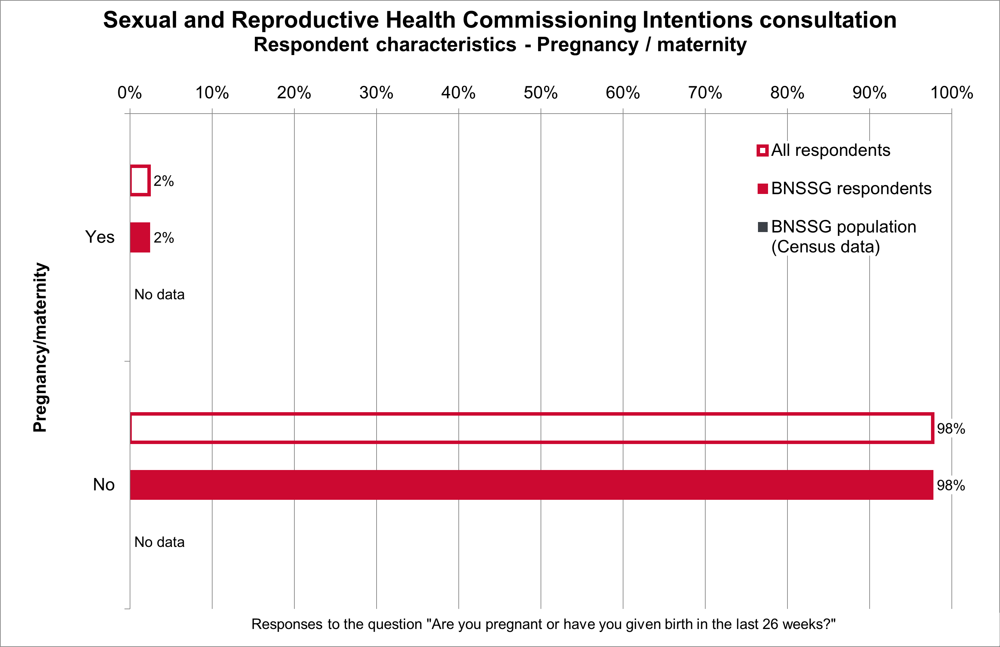 Sexual and Reproductive Health Commissioning Intentions consultation
Respondent characteristics - Pregnancy / maternity
0% 10% 20% 30% 40% 50% 60% 70% 80% 90% 100%
All respondents
BNSSG respondents
BNSSG population
(Census data)
Pregnancy/maternity
Yes
2%
2%
No data
No
98%
98%
No data
Responses to the question "Are you pregnant or have you given birth in the last 26 weeks?"